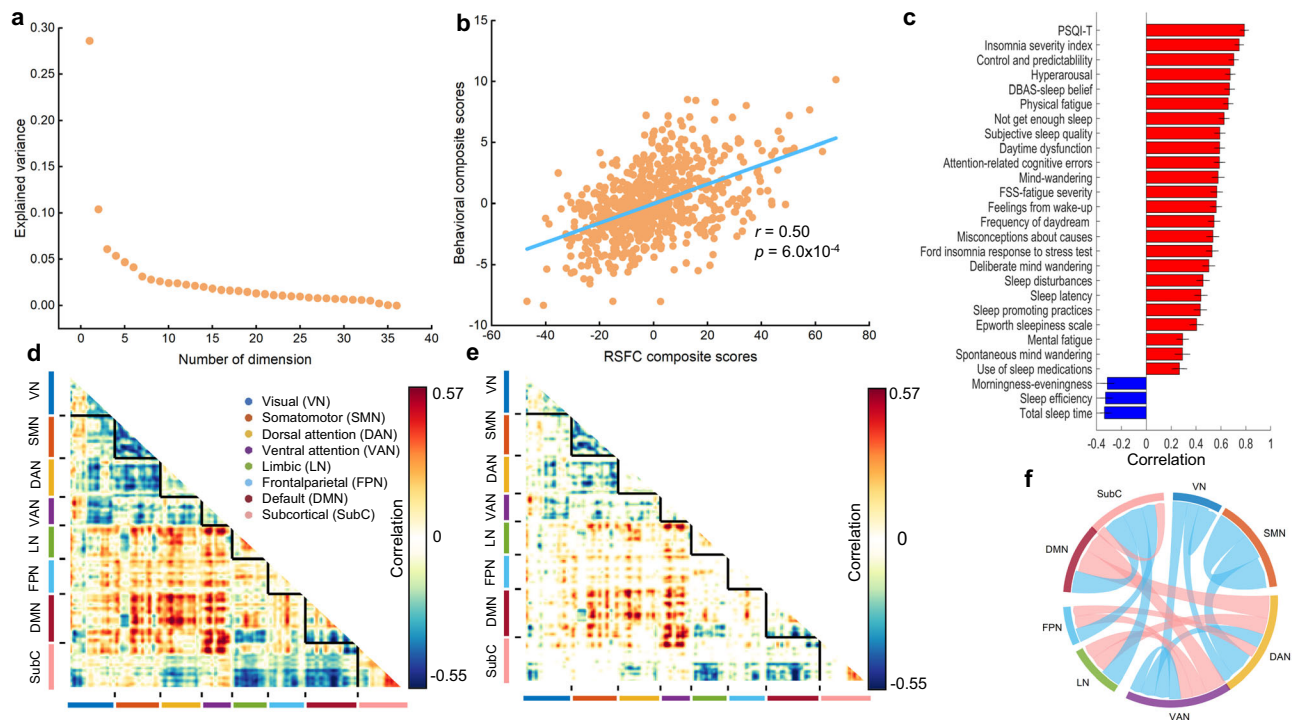 a
0.30
0.25
0.20
0.15
0.10
0.05
0.00
Explained variance
0 5 10 15 20 25 30 35 40
Number of dimension
b
15
10
5
0
-5
-10
Behavioral composite scores
r = 0.50
p = 6.0x10-4
-60 -40 -20 0 20 40 60 80
RSFC composite scores
c
-0.4 -0.2 0 0.2 0.4 0.6 0.8 1
PSQI-T
Insomnia severity index
Control and predictablility
Hyperarousal
DBAS-sleep belief
Physical fatigue
Not get enough sleep
Subjective sleep quality
Daytime dysfunction
Attention-related cognitive errors
Mind-wandering
FSS-fatigue severity
Feelings from wake-up
Frequency of daydream
Misconceptions about causes
Ford insomnia response to stress test
Deliberate mind wandering
Sleep disturbances
Sleep latency
Sleep promoting practices
Epworth sleepiness scale
Mental fatigue
Spontaneous mind wandering
Use of sleep medications
Morningness-eveningness
Sleep efficiency
Total sleep time
Correlation
d
VN
SMN
DAN
VAN
LN
FPN
DMN
SubC
Visual (VN)
Somatomotor (SMN)
Dorsal attention (DAN)
Ventral attention (VAN)
Limbic (LN)
Frontalparietal (FPN)
Default (DMN)
Subcortical (SubC)
0.57
0
-0.55
Correlation
e
VN
SMN
DAN
VAN
LN
FPN
DMN
SubC
0.57
0
-0.55
Correlation
f
SubC
VN
SMN
DAN
VAN
LN
FPN
DMN